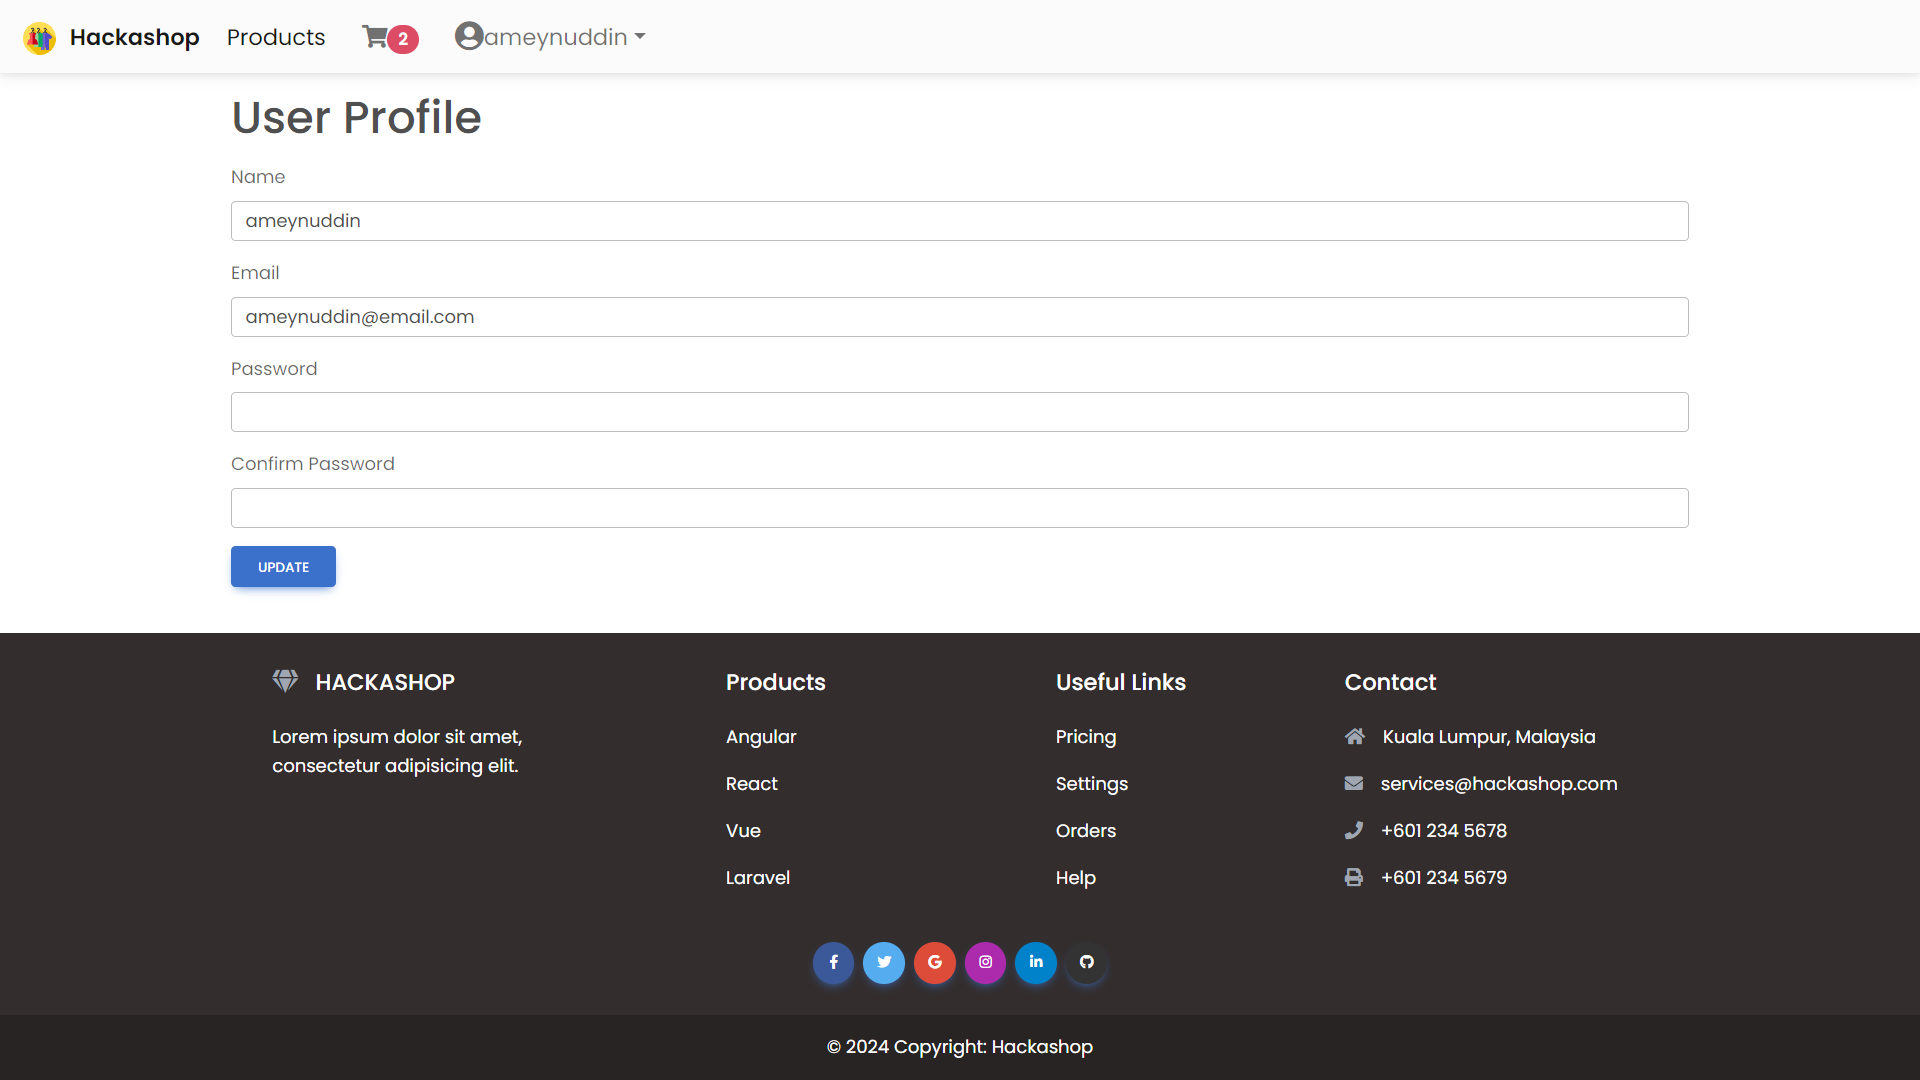 Hackashop Products 2 ameynuddin
User Profile
Name
ameynuddin
Email
ameynuddin@email.com
Password
Confirm Password
UPDATE
HACKASHOP
Lorem ipsum dolor sit amet,
consectetur adipisicing elit.
Products
Angular
React
Vue
Laravel
Useful Links
Pricing
Settings
Orders
Help
Contact
Kuala Lumpur, Malaysia
services@hackashop.com
+601 234 5678
+601 234 5679
© 2024 Copyright: Hackashop